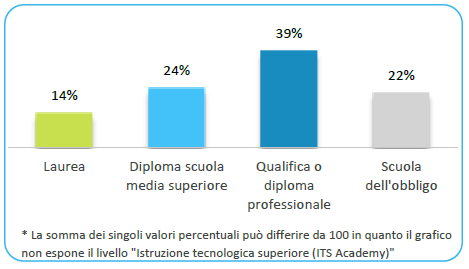 39%
24%
22%
14%
Laurea
Diploma scuola
media superiore
Qualifica o
diploma
professionale
Scuola
dell'obbligo
* La somma dei singoli valori percentuali può differire da 100 in quanto il grafico
non espone il livello "Istruzione tecnologica superiore (ITS Academy)"